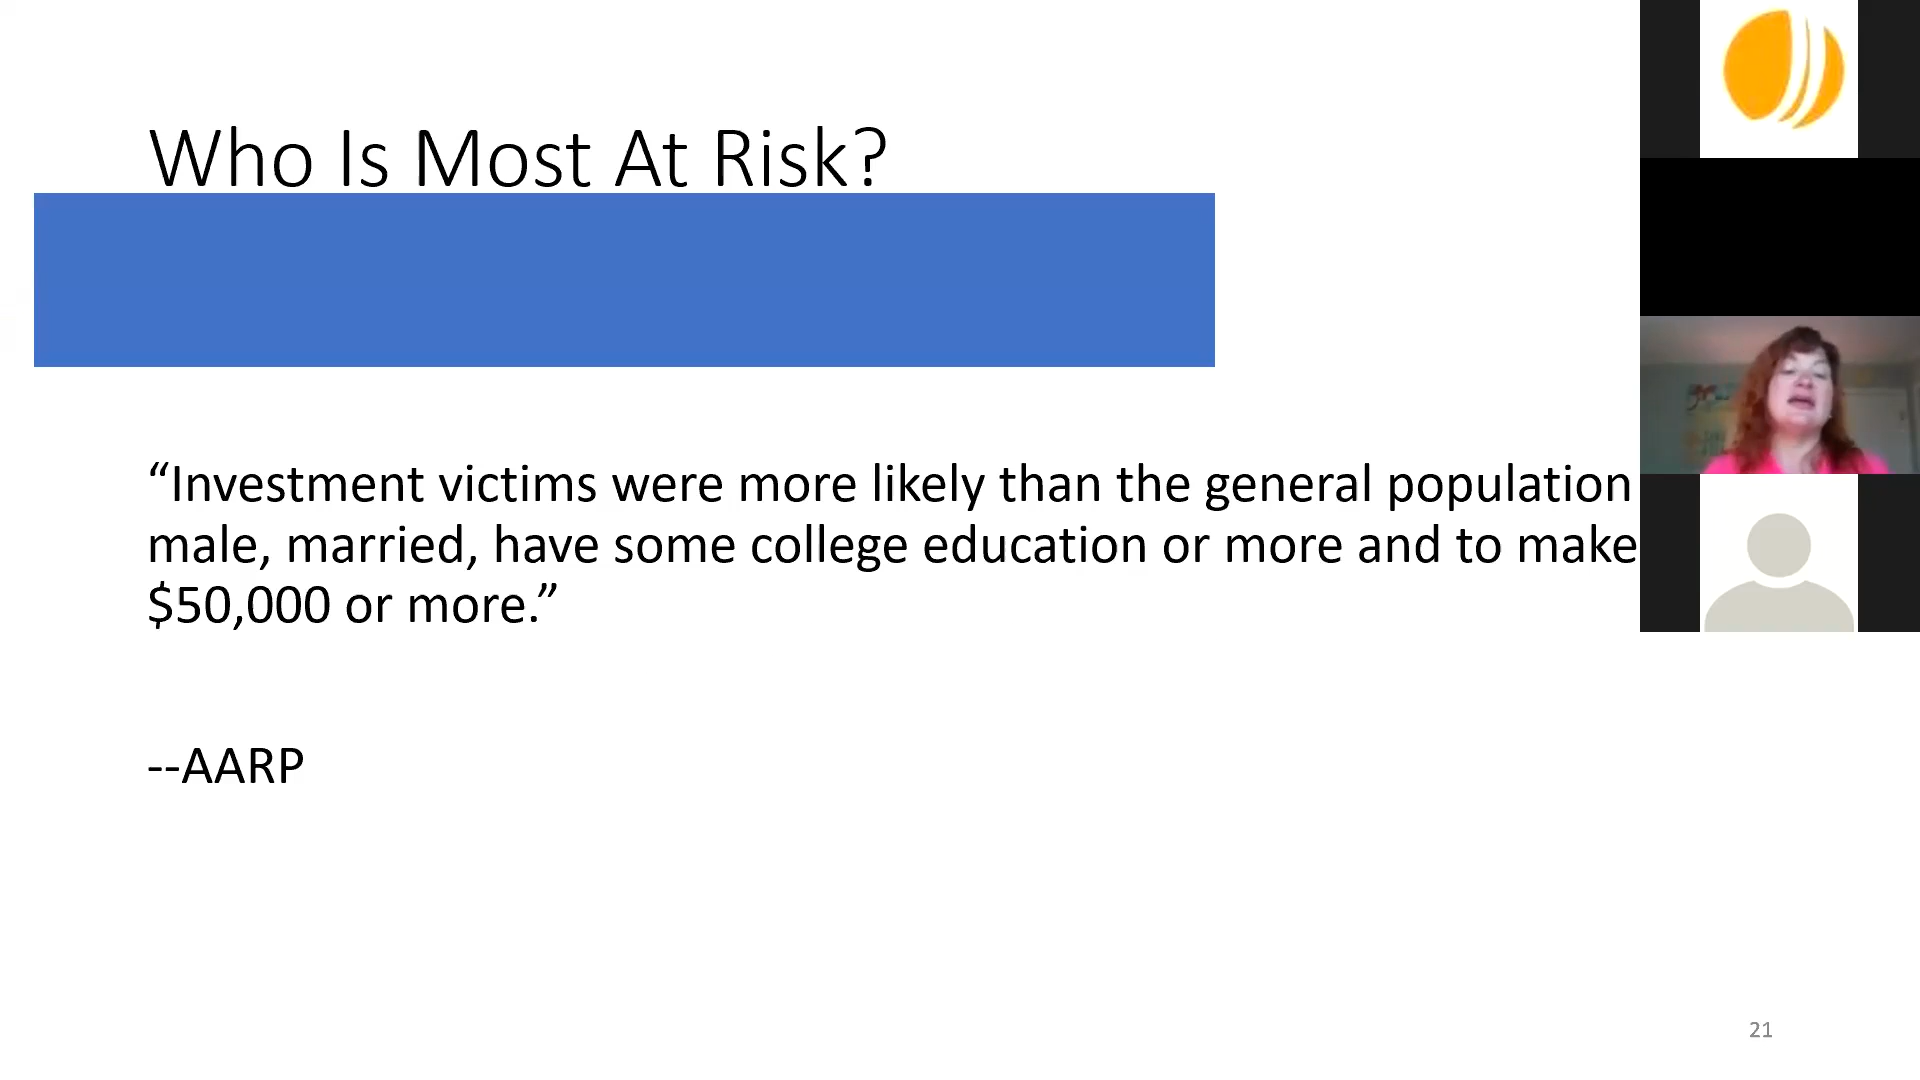 Who Is Most At Risk?
“Investment victims were more likely than the general population
male, married, have some college education or more and to make
$50,000 or more.”
--AARP
21